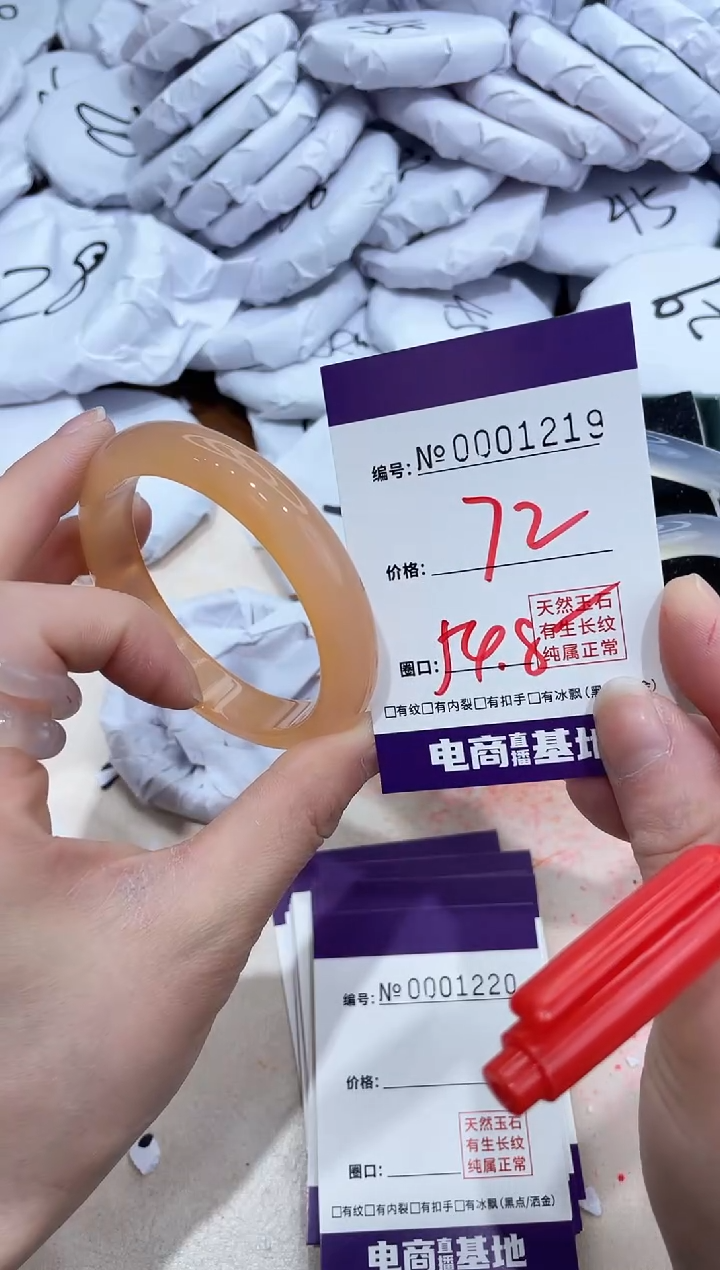 45
28
编号: №0001219
价格: 72
天然玉石
有生长纹
纯属正常
圈口: 54.8
□有纹□有内裂□有扣手□有冰飘(黑
电商直播基地
编号: №0001220
价格:
天然玉石
有生长纹
纯属正常
圈口:
□有纹□有内裂□有扣手□有冰飘(黑点/洒金)
电商直播基地